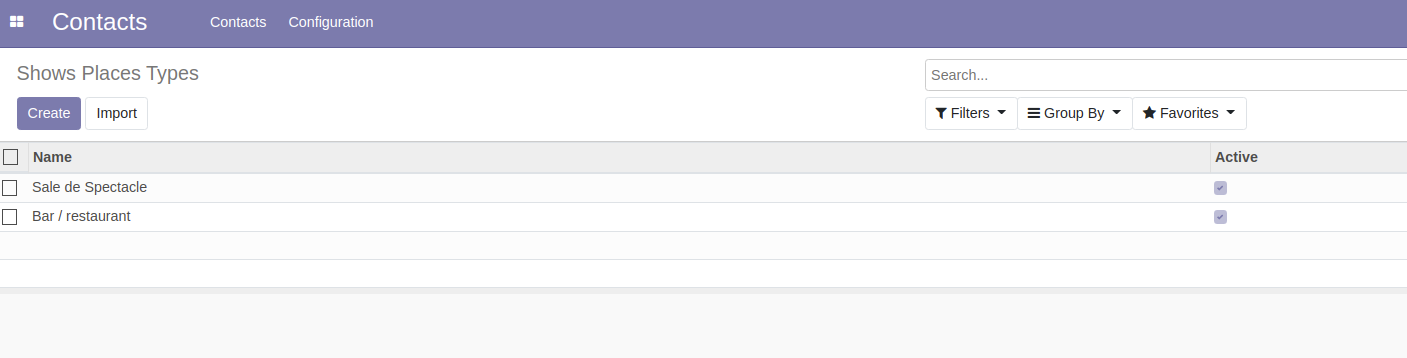 Contacts Contacts Configuration
Shows Places Types
Search...
Create Import Filters Group By Favorites
Name Active
Sale de Spectacle
Bar / restaurant